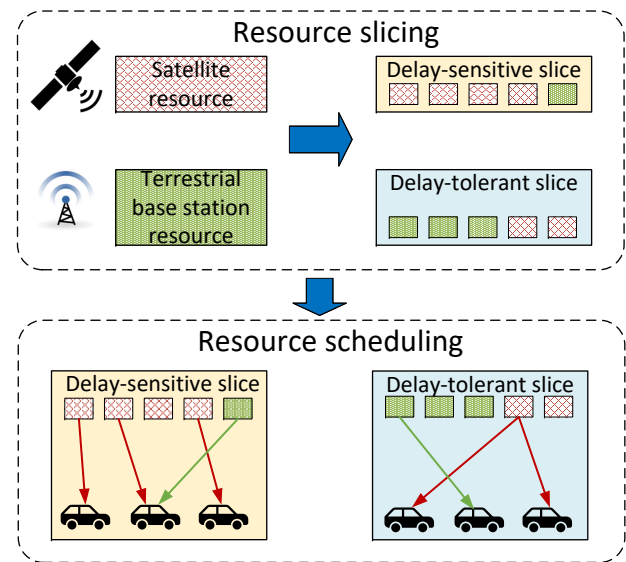 Resource slicing
Satellite
resource
Delay-sensitive slice
Terrestrial
base station
resource
Delay-tolerant slice
Resource scheduling
Delay-sensitive slice
Delay-tolerant slice